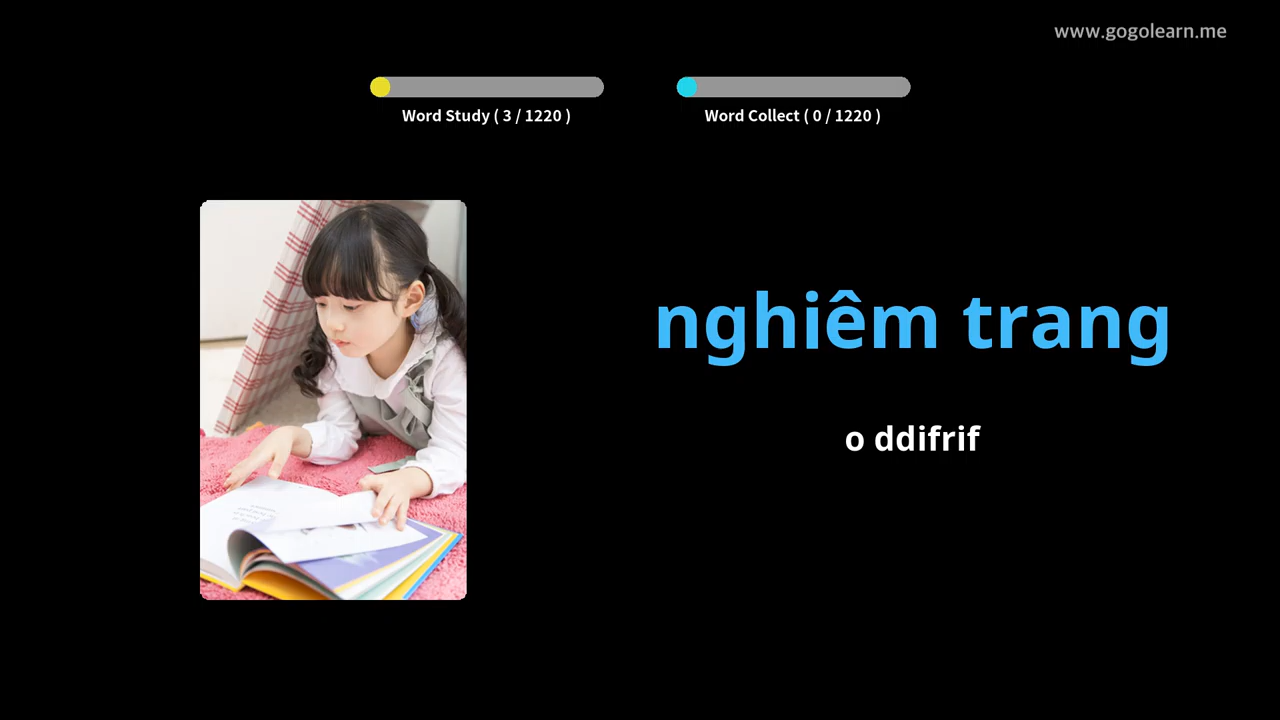 www.gogolearn.me
Word Study ( 3 / 1220 )
Word Collect ( 0 / 1220 )
nghiêm trang
o ddifrif